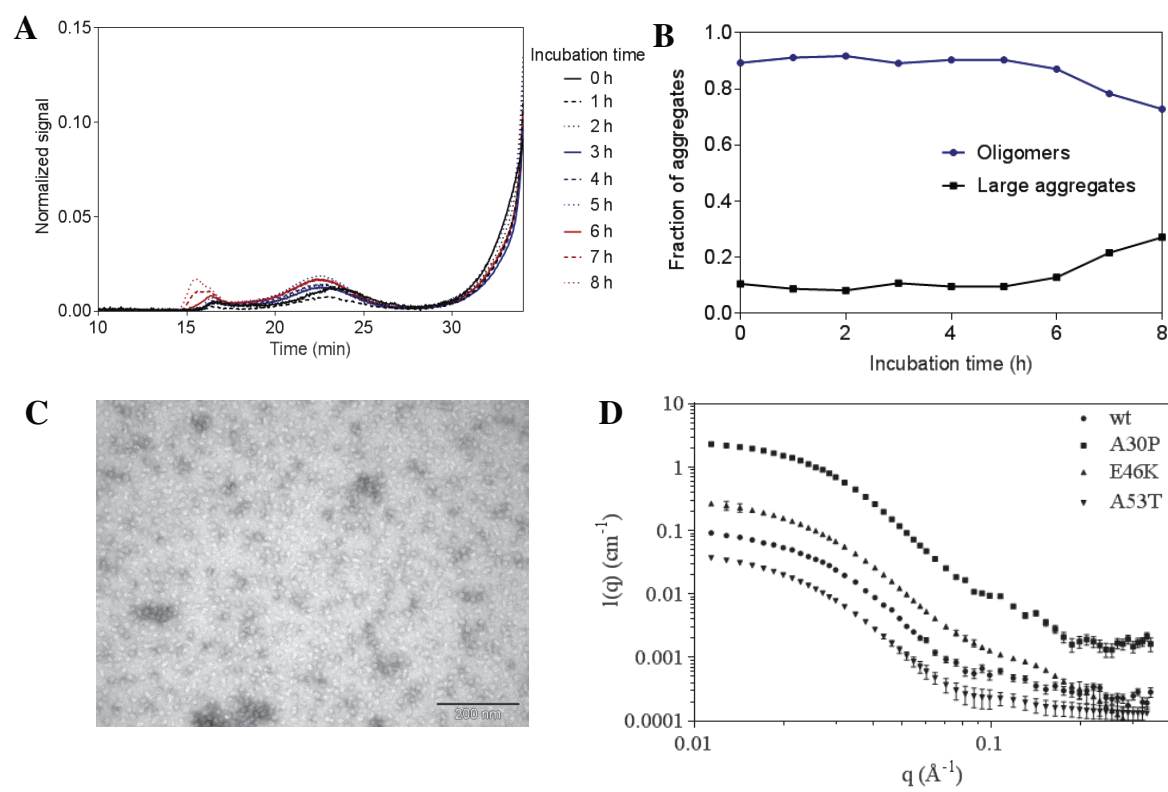 A
Normalized signal
0.15
0.10
0.05
0.00
10
15
20
25
30
Time (min)
Incubation time
0 h
1 h
2 h
3 h
4 h
5 h
6 h
7 h
8 h
B
Fraction of aggregates
1.0
0.8
0.6
0.4
0.2
0.0
0
2
4
6
8
Incubation time (h)
Oligomers
Large aggregates
C
200 nm
D
I(q) (cm⁻¹)
10
1
0.1
0.01
0.001
0.0001
0.01
0.1
q (Å⁻¹)
wt
A30P
E46K
A53T